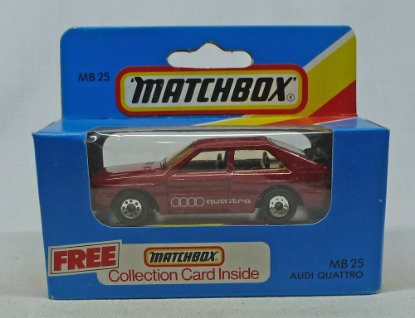 MB 25
"MATCHBOX"®
quattro
FREE
"MATCHBOX"
Collection Card Inside
MB 25
AUDI QUATTRO